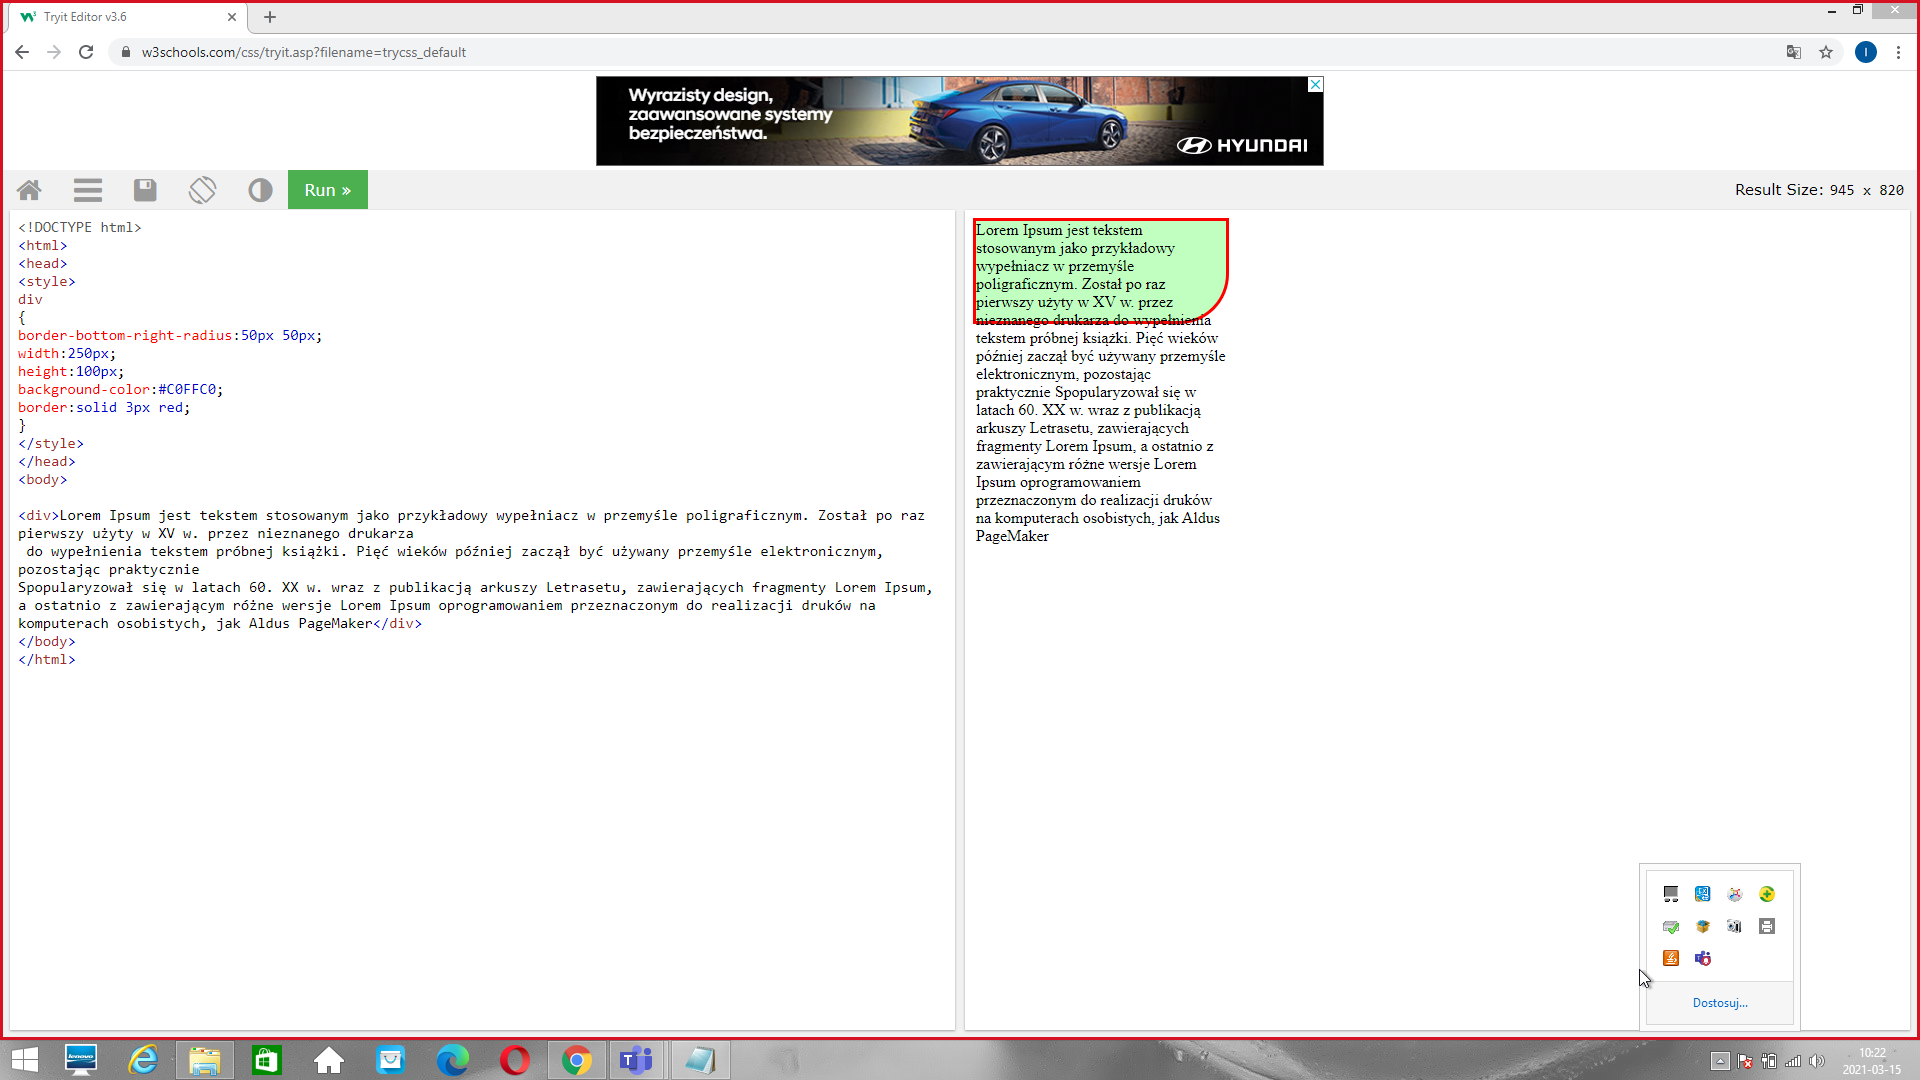 Tryit Editor v3.6
w3schools.com/css/tryit.asp?filename=trycss_default
Wyrazisty design,
zaawansowane systemy
bezpieczeństwa.
HYUNDAI
Run »
Result Size: 945 x 820
<!DOCTYPE html>
<html>
<head>
<style>
div
{
border-bottom-right-radius:50px 50px;
width:250px;
height:100px;
background-color:#C0FFC0;
border:solid 3px red;
}
</style>
</head>
<body>
<div>Lorem Ipsum jest tekstem stosowanym jako przykładowy wypełniacz w przemyśle poligraficznym. Został po raz
pierwszy użyty w XV w. przez nieznanego drukarza
do wypełnienia tekstem próbnej książki. Pięć wieków później zaczął być używany przemyśle elektronicznym,
pozostając praktycznie
Spopularyzował się w latach 60. XX w. wraz z publikacją arkuszy Letrasetu, zawierających fragmenty Lorem Ipsum,
a ostatnio z zawierającym różne wersje Lorem Ipsum oprogramowaniem przeznaczonym do realizacji druków na
komputerach osobistych, jak Aldus PageMaker</div>
</body>
</html>
Lorem Ipsum jest tekstem
stosowanym jako przykładowy
wypełniacz w przemyśle
poligraficznym. Został po raz
pierwszy użyty w XV w. przez
nieznanego drukarza do wypełnienia
tekstem próbnej książki. Pięć wieków
później zaczął być używany przemyśle
elektronicznym, pozostając
praktycznie Spopularyzował się w
latach 60. XX w. wraz z publikacją
arkuszy Letrasetu, zawierających
fragmenty Lorem Ipsum, a ostatnio z
zawierającym różne wersje Lorem
Ipsum oprogramowaniem
przeznaczonym do realizacji druków
na komputerach osobistych, jak Aldus
PageMaker
Dostosuj...
lenovo
10:22
2021-03-15